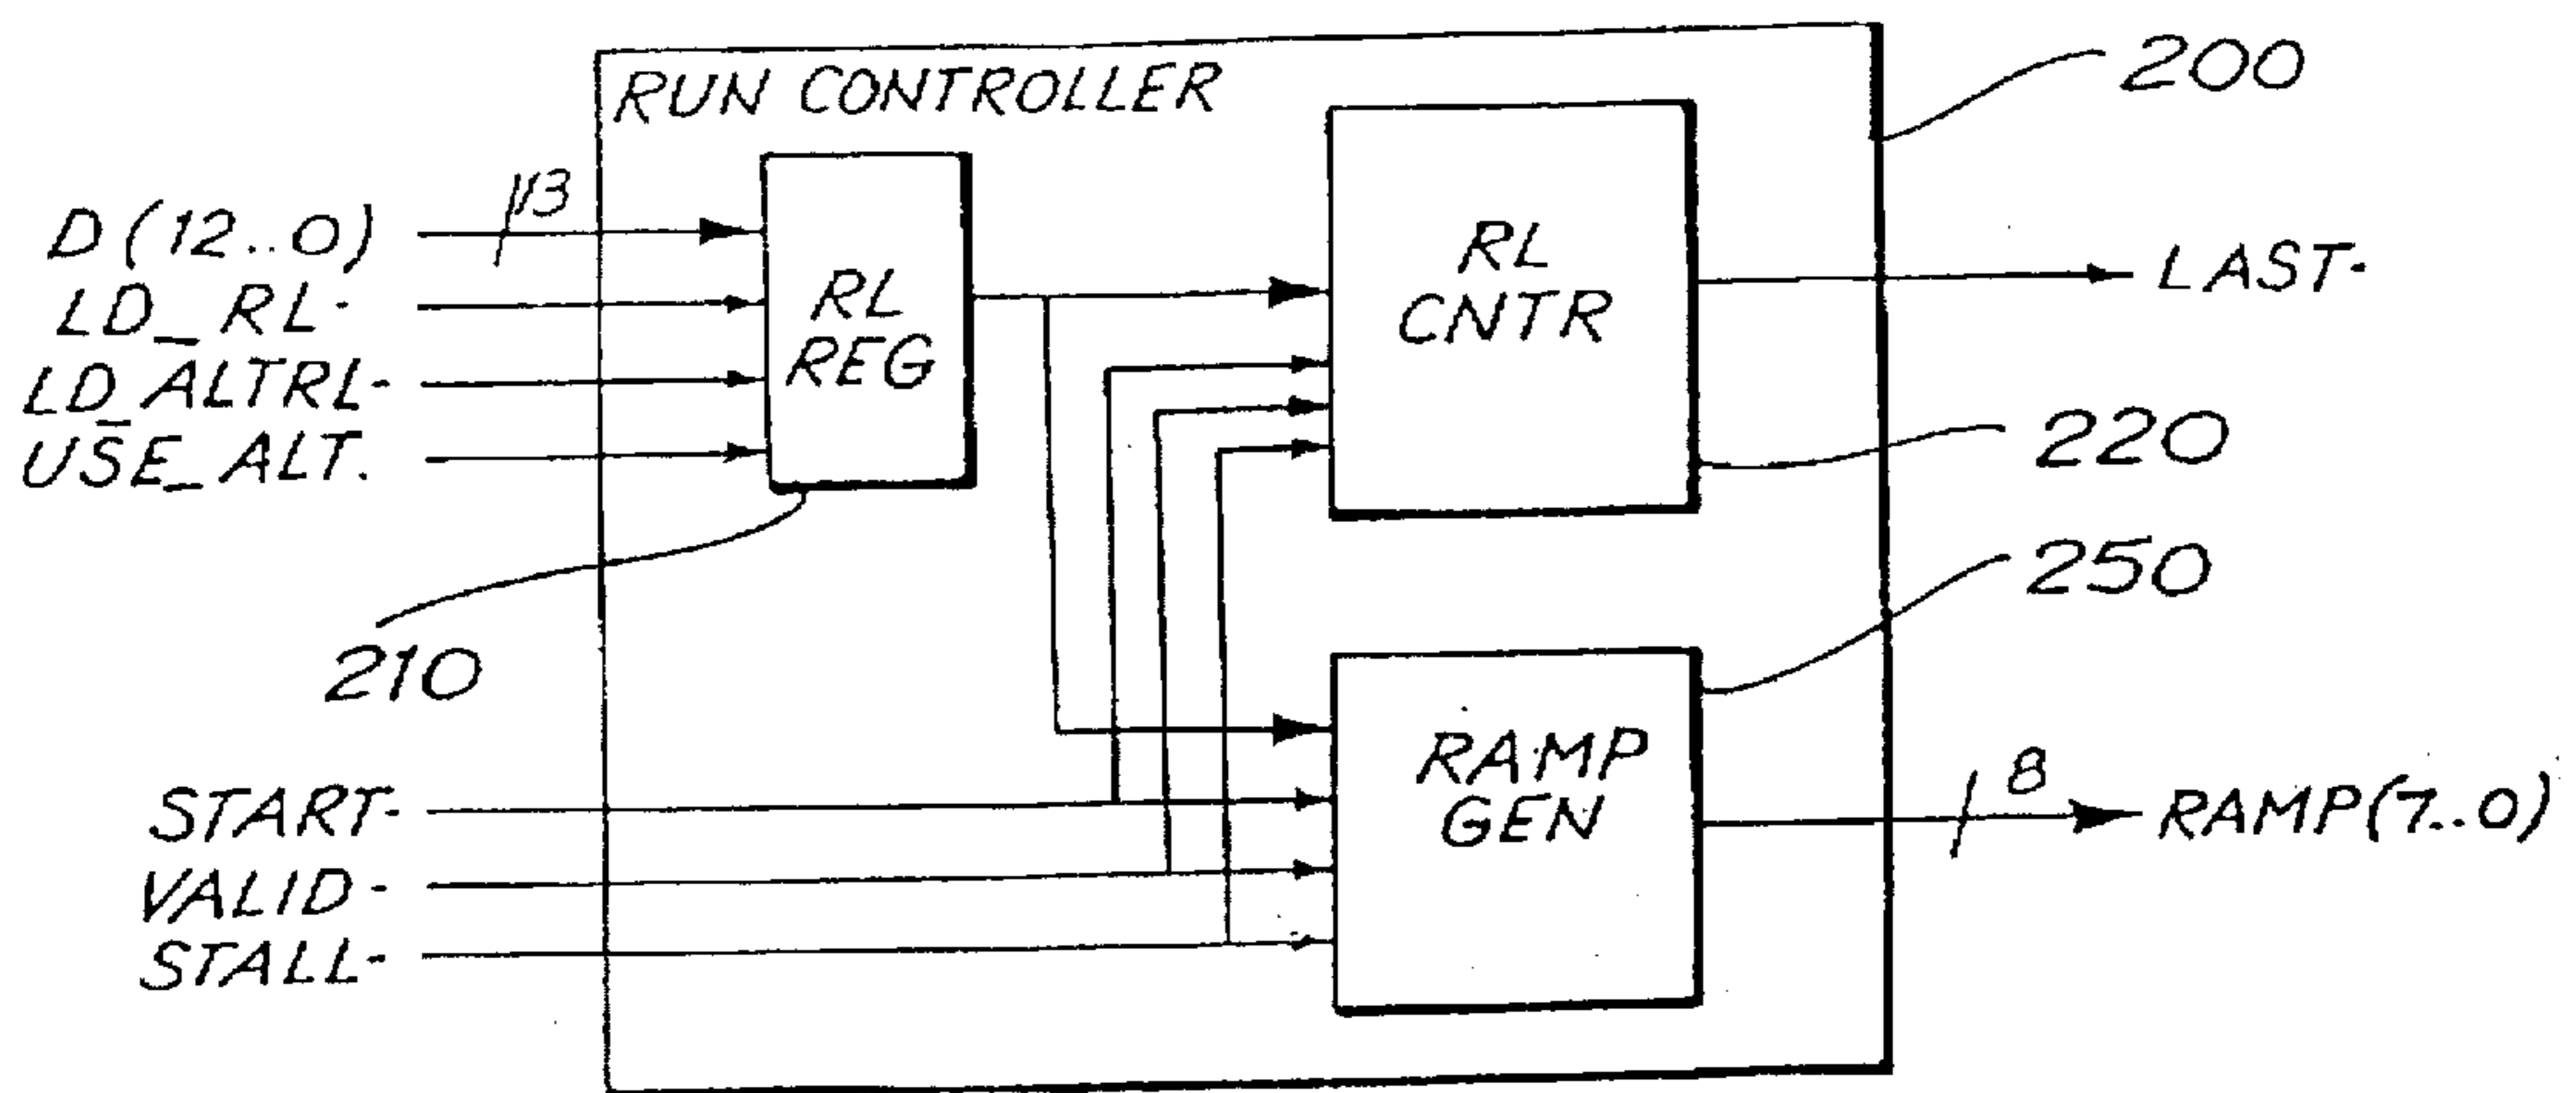 RUN CONTROLLER
200
D(12..0)
13
LD_RL-
LD_ALTRL-
USE_ALT.
RL
REG
RL
CNTR
LAST-
220
210
250
START-
VALID-
STALL-
RAMP
GEN
8
RAMP(7..0)